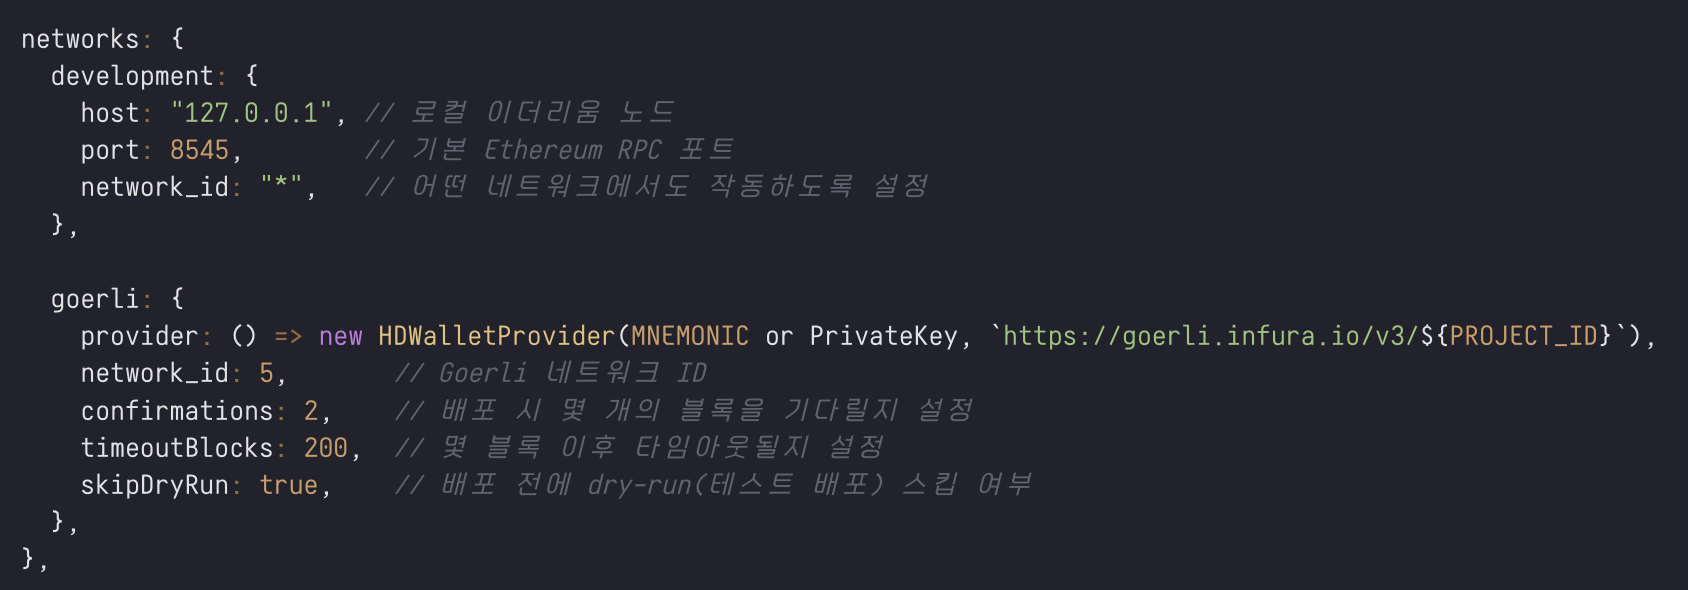 networks: {
  development: {
    host: "127.0.0.1", // 로컬 이더리움 노드
    port: 8545,        // 기본 Ethereum RPC 포트
    network_id: "*",   // 어떤 네트워크에서도 작동하도록 설정
  },

  goerli: {
    provider: () => new HDWalletProvider(MNEMONIC or PrivateKey, `https://goerli.infura.io/v3/${PROJECT_ID}`),
    network_id: 5,       // Goerli 네트워크 ID
    confirmations: 2,    // 배포 시 몇 개의 블록을 기다릴지 설정
    timeoutBlocks: 200,  // 몇 블록 이후 타임아웃될지 설정
    skipDryRun: true,    // 배포 전에 dry-run(테스트 배포) 스킵 여부
  },
},